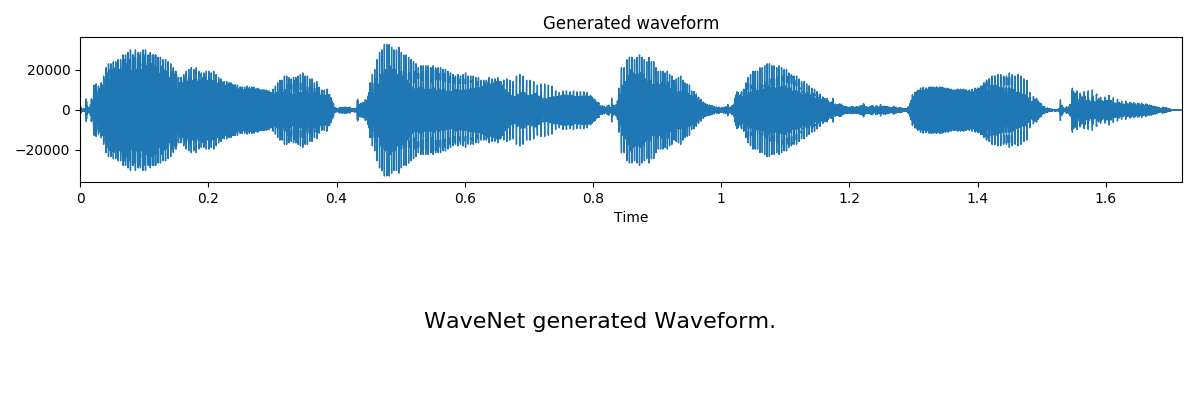 Generated waveform
20000
0
−20000
0 0.2 0.4 0.6 0.8 1 1.2 1.4 1.6
Time
WaveNet generated Waveform.